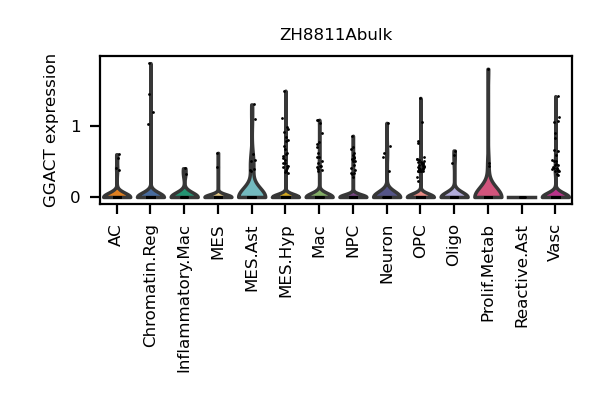 ZH8811Abulk
GGACT expression
1
0
AC
Chromatin.Reg
Inflammatory.Mac
MES
MES.Ast
MES.Hyp
Mac
NPC
Neuron
OPC
Oligo
Prolif.Metab
Reactive.Ast
Vasc